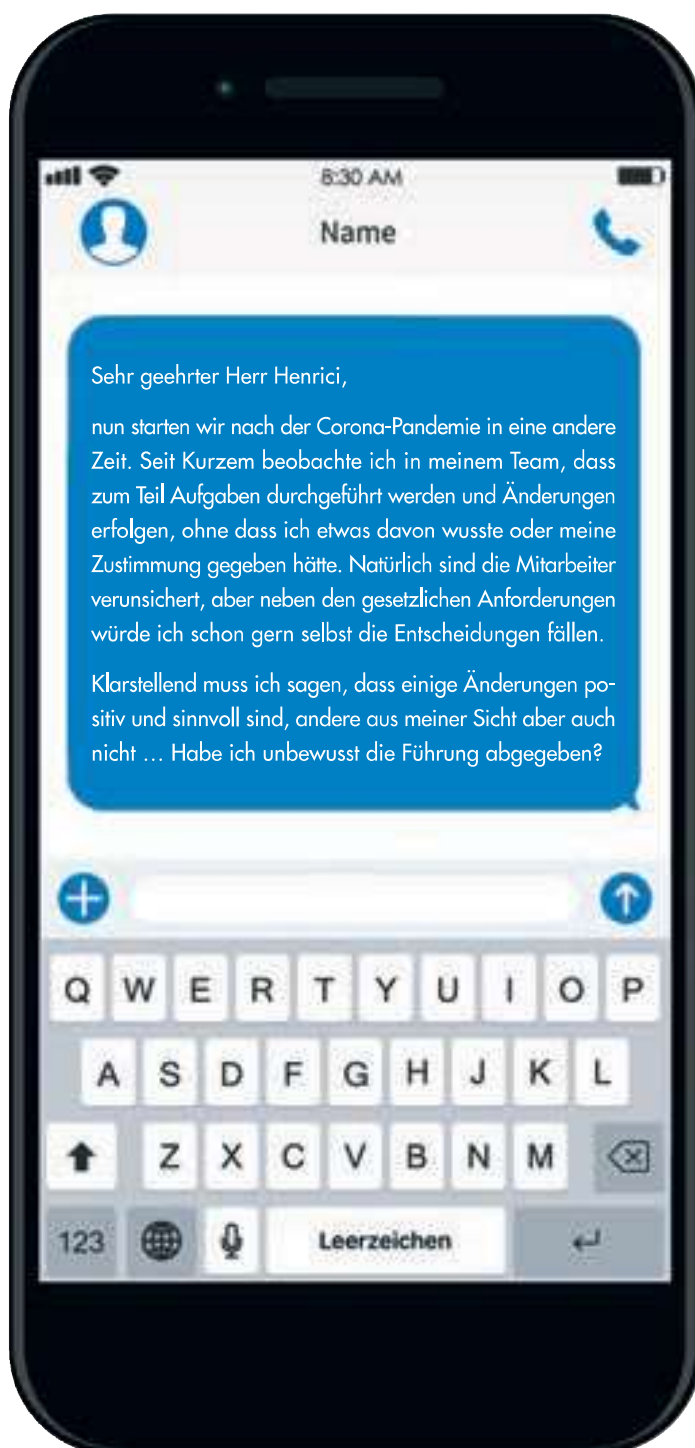 8:30 AM
Name
Sehr geehrter Herr Henrici,
nun starten wir nach der Corona-Pandemie in eine andere
Zeit. Seit Kurzem beobachte ich in meinem Team, dass
zum Teil Aufgaben durchgeführt werden und Änderungen
erfolgen, ohne dass ich etwas davon wusste oder meine
Zustimmung gegeben hätte. Natürlich sind die Mitarbeiter
verunsichert, aber neben den gesetzlichen Anforderungen
würde ich schon gern selbst die Entscheidungen fällen.
Klarstellend muss ich sagen, dass einige Änderungen po-
sitiv und sinnvoll sind, andere aus meiner Sicht aber auch
nicht … Habe ich unbewusst die Führung abgegeben?
Q W E R T Y U I O P
A S D F G H J K L
Z X C V B N M
123 Leerzeichen